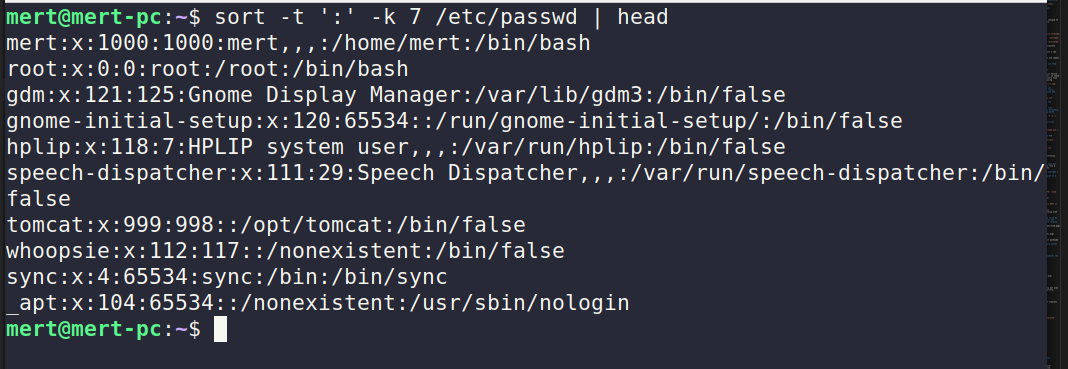 mert@mert-pc:~$ sort -t ':' -k 7 /etc/passwd | head
mert:x:1000:1000:mert,,,:/home/mert:/bin/bash
root:x:0:0:root:/root:/bin/bash
gdm:x:121:125:Gnome Display Manager:/var/lib/gdm3:/bin/false
gnome-initial-setup:x:120:65534::/run/gnome-initial-setup/:/bin/false
hplip:x:118:7:HPLIP system user,,,:/var/run/hplip:/bin/false
speech-dispatcher:x:111:29:Speech Dispatcher,,,:/var/run/speech-dispatcher:/bin/
false
tomcat:x:999:998::/opt/tomcat:/bin/false
whoopsie:x:112:117::/nonexistent:/bin/false
sync:x:4:65534:sync:/bin:/bin/sync
_apt:x:104:65534::/nonexistent:/usr/sbin/nologin
mert@mert-pc:~$